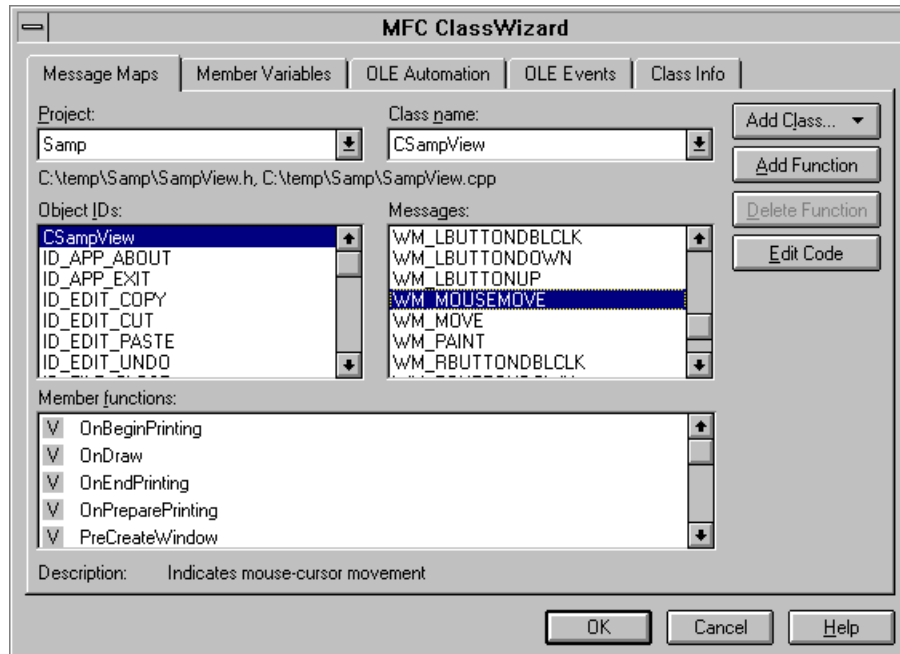 MFC ClassWizard
Message Maps Member Variables OLE Automation OLE Events Class Info
Project: Class name:
Samp CSampView Add Class...
C:\temp\Samp\SampView.h, C:\temp\Samp\SampView.cpp Add Function
Object IDs: Messages: Delete Function
CSampView WM_LBUTTONDBLCLK
ID_APP_ABOUT WM_LBUTTONDOWN Edit Code
ID_APP_EXIT WM_LBUTTONUP
ID_EDIT_COPY WM_MOUSEMOVE
ID_EDIT_CUT WM_MOVE
ID_EDIT_PASTE WM_PAINT
ID_EDIT_UNDO WM_RBUTTONDBLCLK
Member functions:
V OnBeginPrinting
V OnDraw
V OnEndPrinting
V OnPreparePrinting
V PreCreateWindow
Description: Indicates mouse-cursor movement
OK Cancel Help